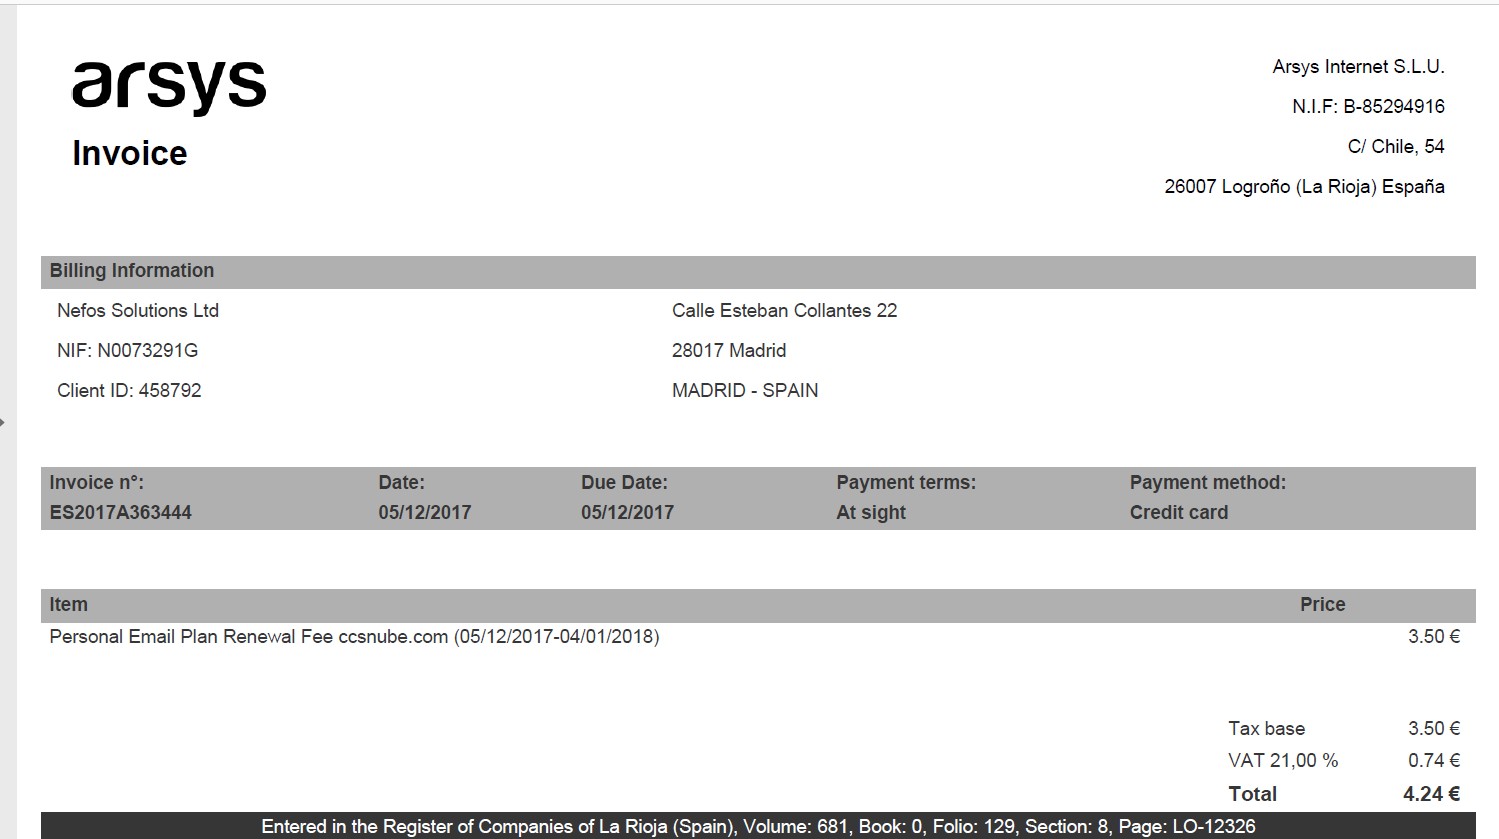 arsys
Invoice
Arsys Internet S.L.U.
N.I.F: B-85294916
C/ Chile, 54
26007 Logroño (La Rioja) España
Billing Information
Nefos Solutions Ltd
Calle Esteban Collantes 22
NIF: N0073291G
28017 Madrid
Client ID: 458792
MADRID - SPAIN
Invoice n°: Date: Due Date: Payment terms: Payment method:
ES2017A363444 05/12/2017 05/12/2017 At sight Credit card
Item Price
Personal Email Plan Renewal Fee ccsnube.com (05/12/2017-04/01/2018) 3.50 €
Tax base 3.50 €
VAT 21,00 % 0.74 €
Total 4.24 €
Entered in the Register of Companies of La Rioja (Spain), Volume: 681, Book: 0, Folio: 129, Section: 8, Page: LO-12326